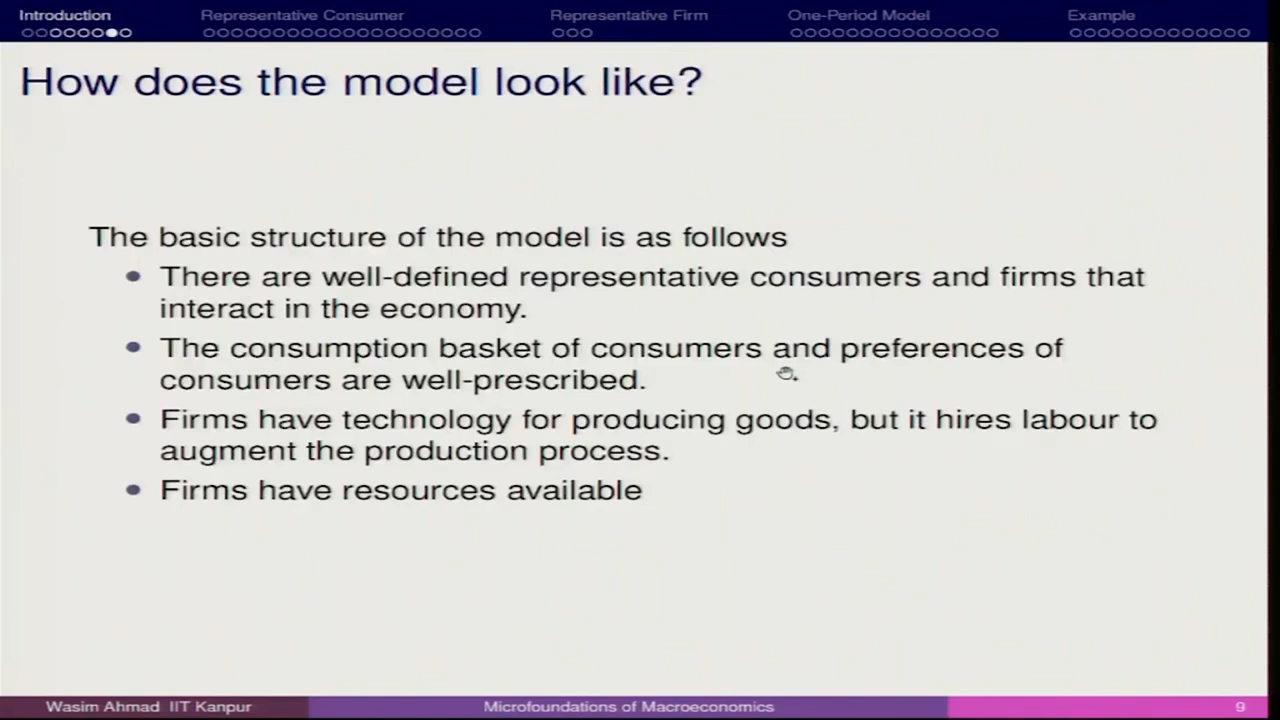 Introduction Representative Consumer Representative Firm One-Period Model Example
How does the model look like?
The basic structure of the model is as follows
There are well-defined representative consumers and firms that
interact in the economy.
The consumption basket of consumers and preferences of
consumers are well-prescribed.
Firms have technology for producing goods, but it hires labour to
augment the production process.
Firms have resources available
Wasim Ahmad IIT Kanpur Microfoundations of Macroeconomics 9